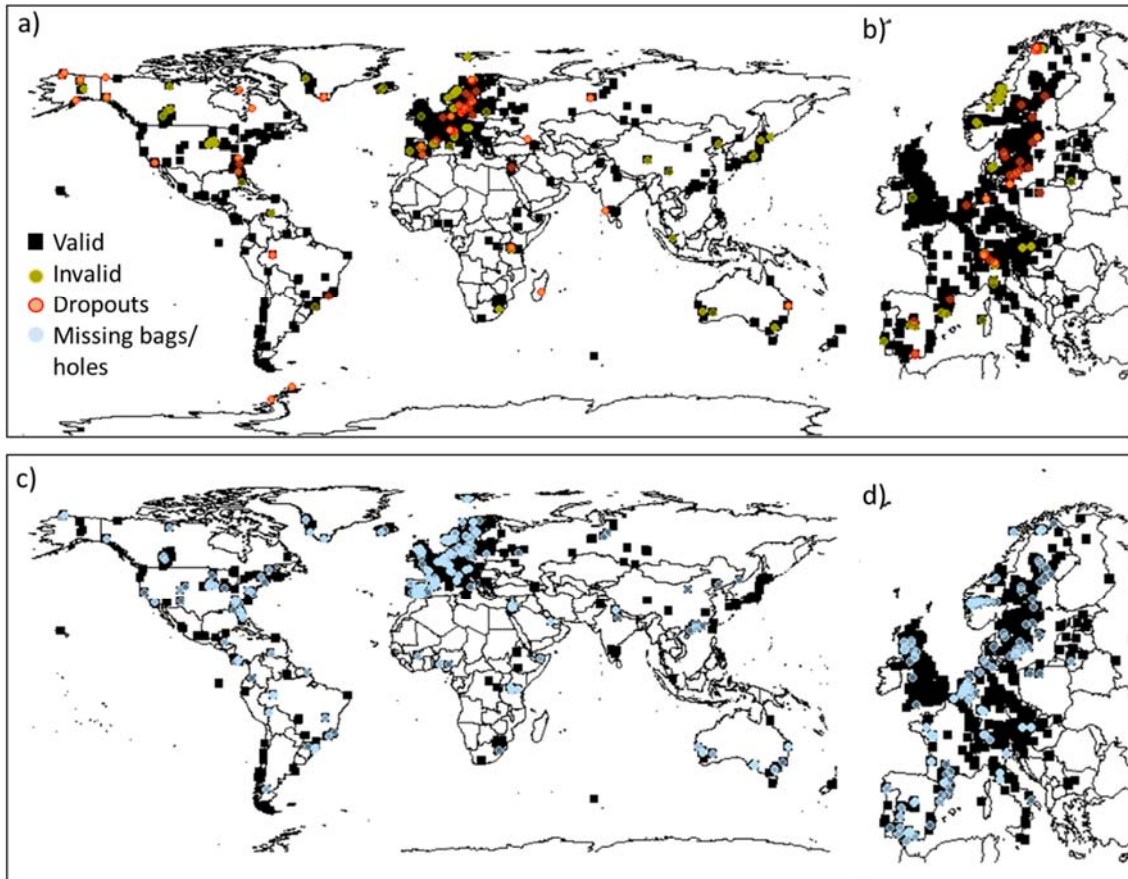 a)
b)
Valid
Invalid
Dropouts
Missing bags/
holes
c)
d)